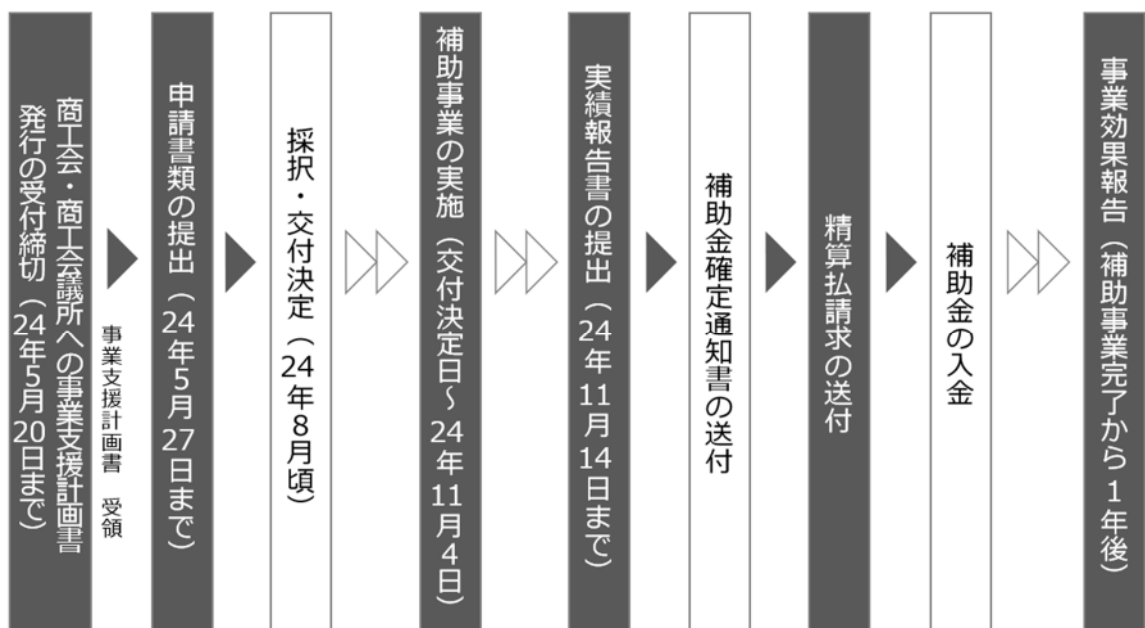 商工会・商工会議所への事業支援計画書
発行の受付締切（24年5月20日まで）
事業支援計画書 受領
申請書類の提出（24年5月27日まで）
採択・交付決定（24年8月頃）
補助事業の実施（交付決定日～24年11月4日）
実績報告書の提出（24年11月14日まで）
補助金確定通知書の送付
精算払請求の送付
補助金の入金
事業効果報告（補助事業完了から1年後）